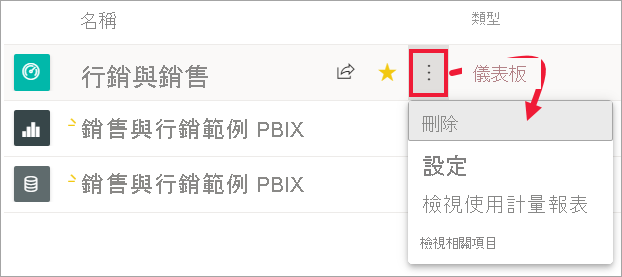 名稱 類型
行銷與銷售 儀表板
銷售與行銷範例 PBIX
銷售與行銷範例 PBIX
刪除
設定
檢視使用計量報表
檢視相關項目